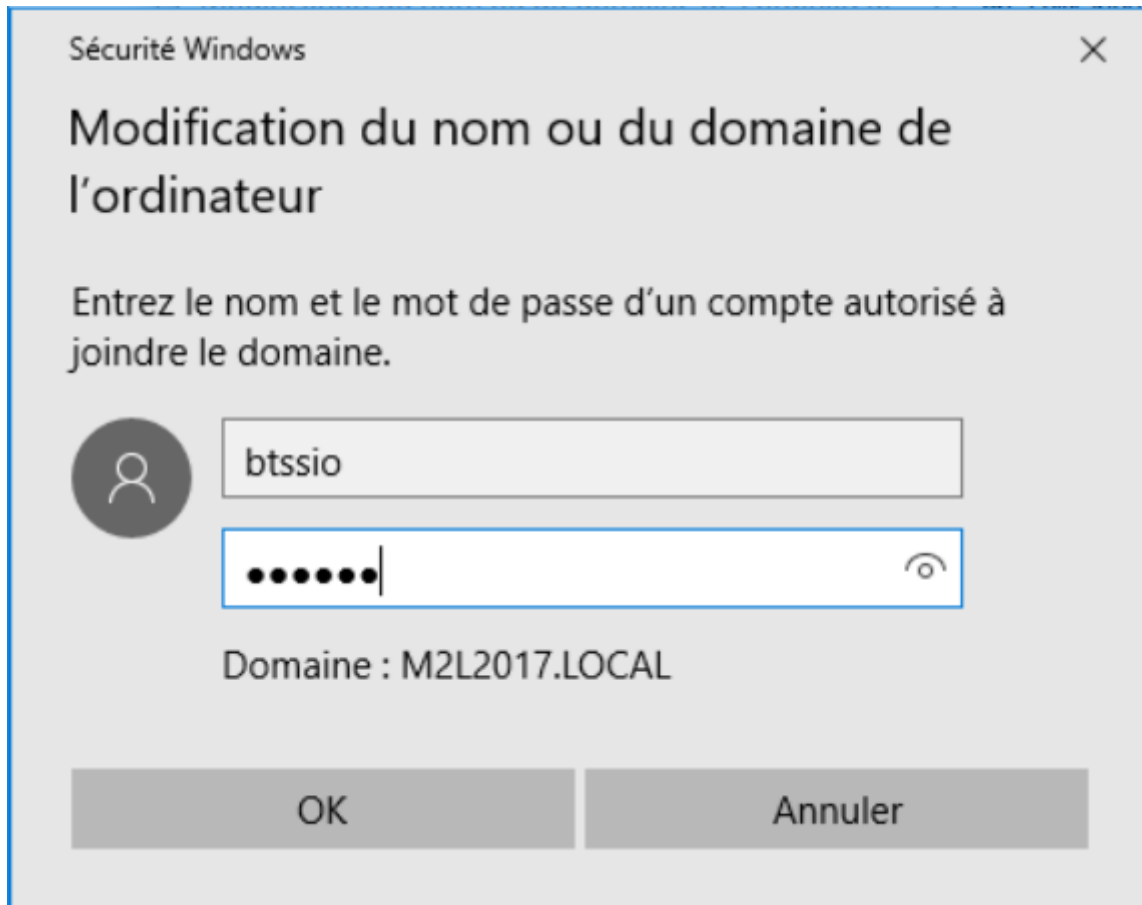 Sécurité Windows
Modification du nom ou du domaine de
l'ordinateur
Entrez le nom et le mot de passe d'un compte autorisé à
joindre le domaine.
btssio
••••••
Domaine : M2L2017.LOCAL
OK
Annuler